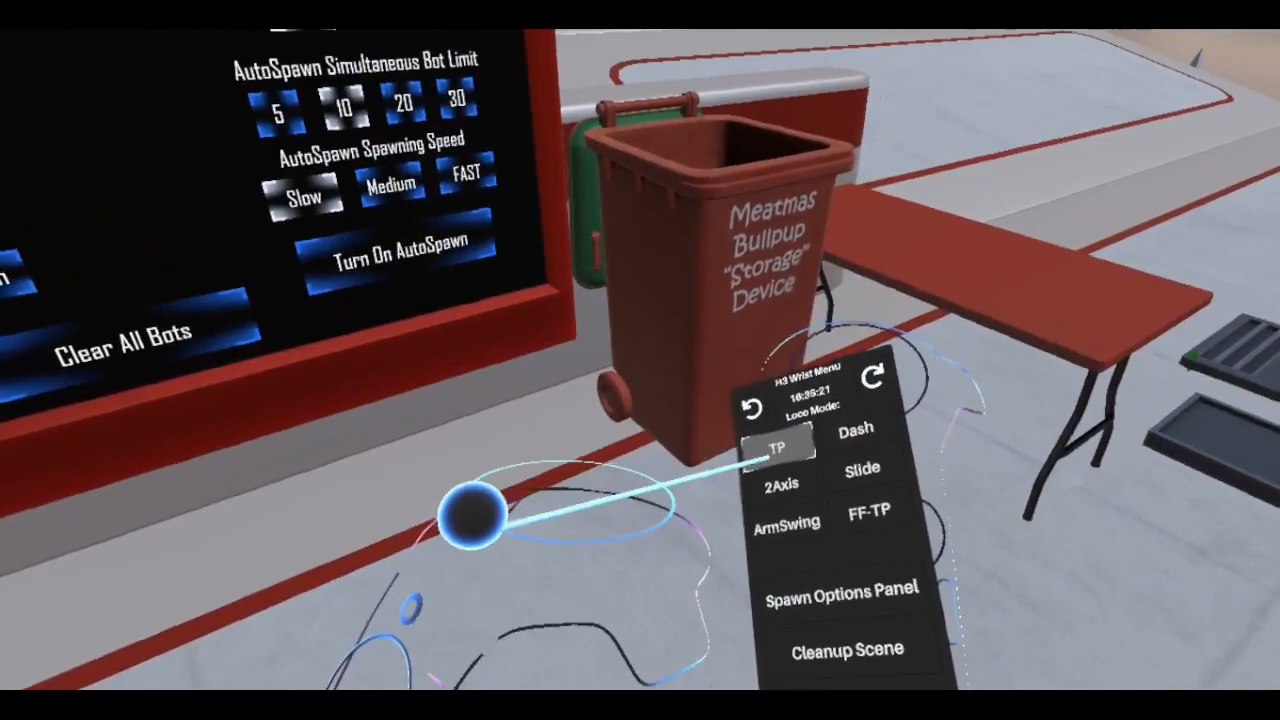 AutoSpawn Simultaneous Bot Limit
5 10 20 30
AutoSpawn Spawning Speed
Slow Medium FAST
Turn On AutoSpawn
Clear All Bots
Meatmas
Bullpup
"Storage"
Device
H3 Wrist Menu
16:35:21
Loco Mode:
TP Dash
2Axis Slide
ArmSwing FF-TP
Spawn Options Panel
Cleanup Scene